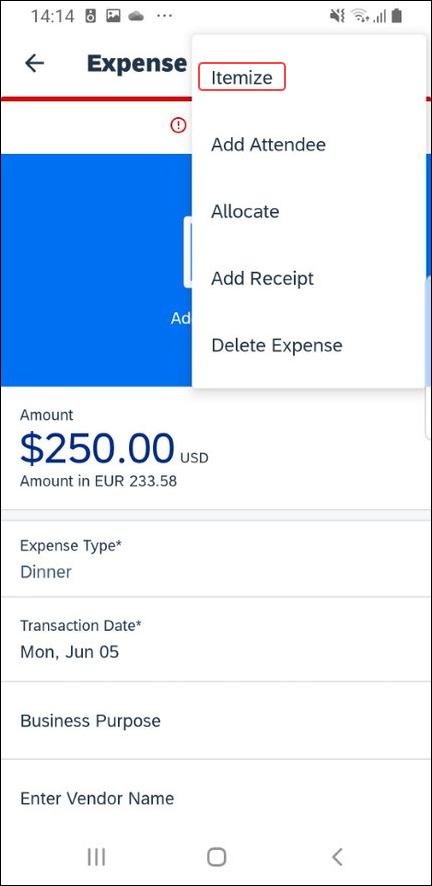 14:14
Expense
Itemize
Add Attendee
Allocate
Add Receipt
Delete Expense
Ad
Amount
$250.00 USD
Amount in EUR 233.58
Expense Type*
Dinner
Transaction Date*
Mon, Jun 05
Business Purpose
Enter Vendor Name